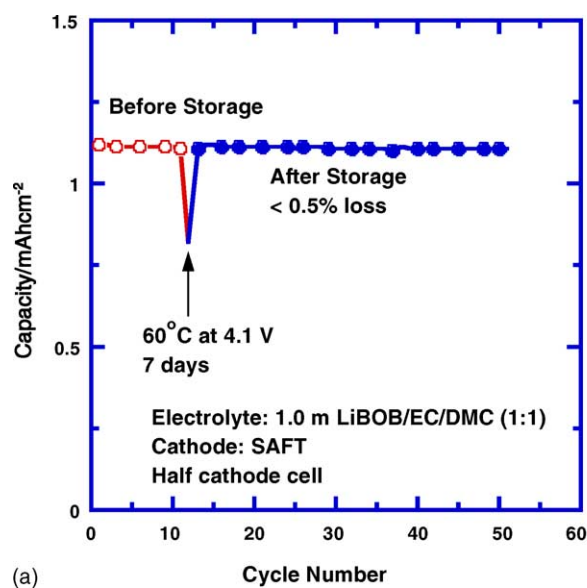 1.5
Before Storage
1
After Storage
< 0.5% loss
Capacity/mAhcm-2
60°C at 4.1 V
7 days
0.5
Electrolyte: 1.0 m LiBOB/EC/DMC (1:1)
Cathode: SAFT
Half cathode cell
0
0 10 20 30 40 50 60
(a) Cycle Number